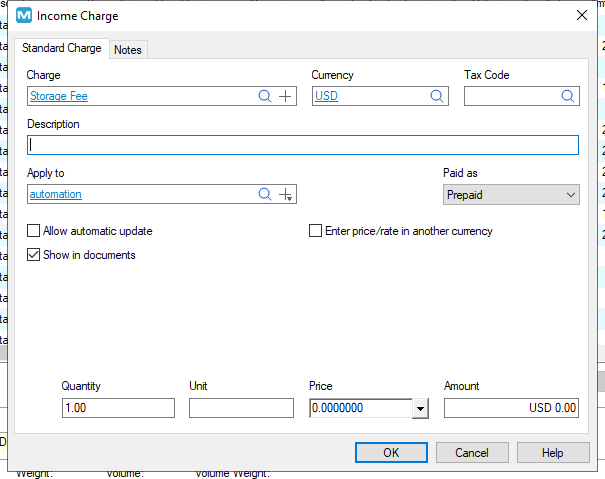 M Income Charge
Standard Charge Notes
Charge Currency Tax Code
Storage Fee USD
Description
Apply to Paid as
automation Prepaid
Allow automatic update Enter price/rate in another currency
Show in documents
Quantity Unit Price Amount
1.00 0.0000000 USD 0.00
OK Cancel Help
Weight: Volume: Volume Weight: